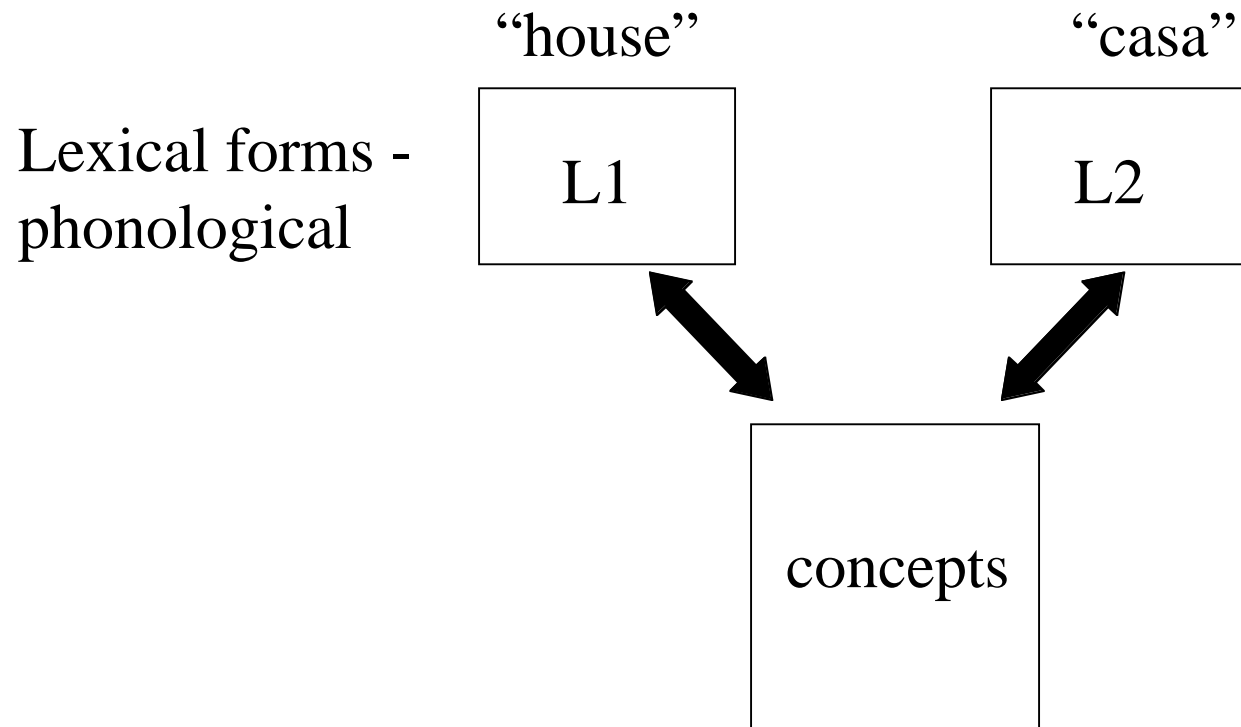 “house”
“casa”
Lexical forms -
phonological
L1
L2
concepts